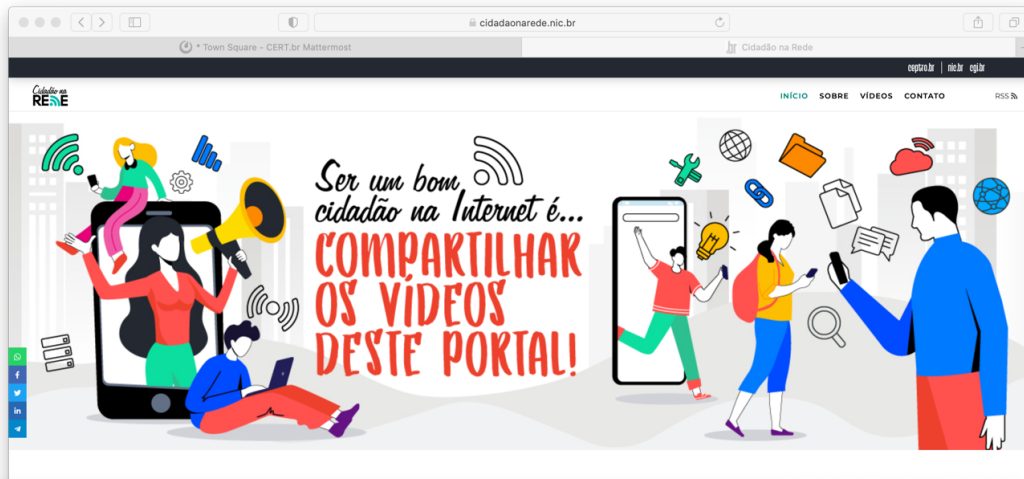 cidadaonarede.nic.br
* Town Square - CERT.br Mattermost
Cidadão na Rede
ceptro.br | nic.br egi.br
Cidadão na
REDE
INÍCIO SOBRE VÍDEOS CONTATO RSS
Ser um bom
cidadão na Internet é...
COMPARTILHAR
OS VÍDEOS
DESTE PORTAL!